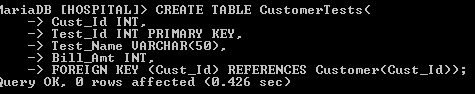 MariaDB [HOSPITAL]> CREATE TABLE CustomerTests(
-> Cust_Id INT,
-> Test_Id INT PRIMARY KEY,
-> Test_Name VARCHAR(50),
-> Bill_Amt INT,
-> FOREIGN KEY (Cust_Id) REFERENCES Customer(Cust_Id));
Query OK, 0 rows affected (0.426 sec)